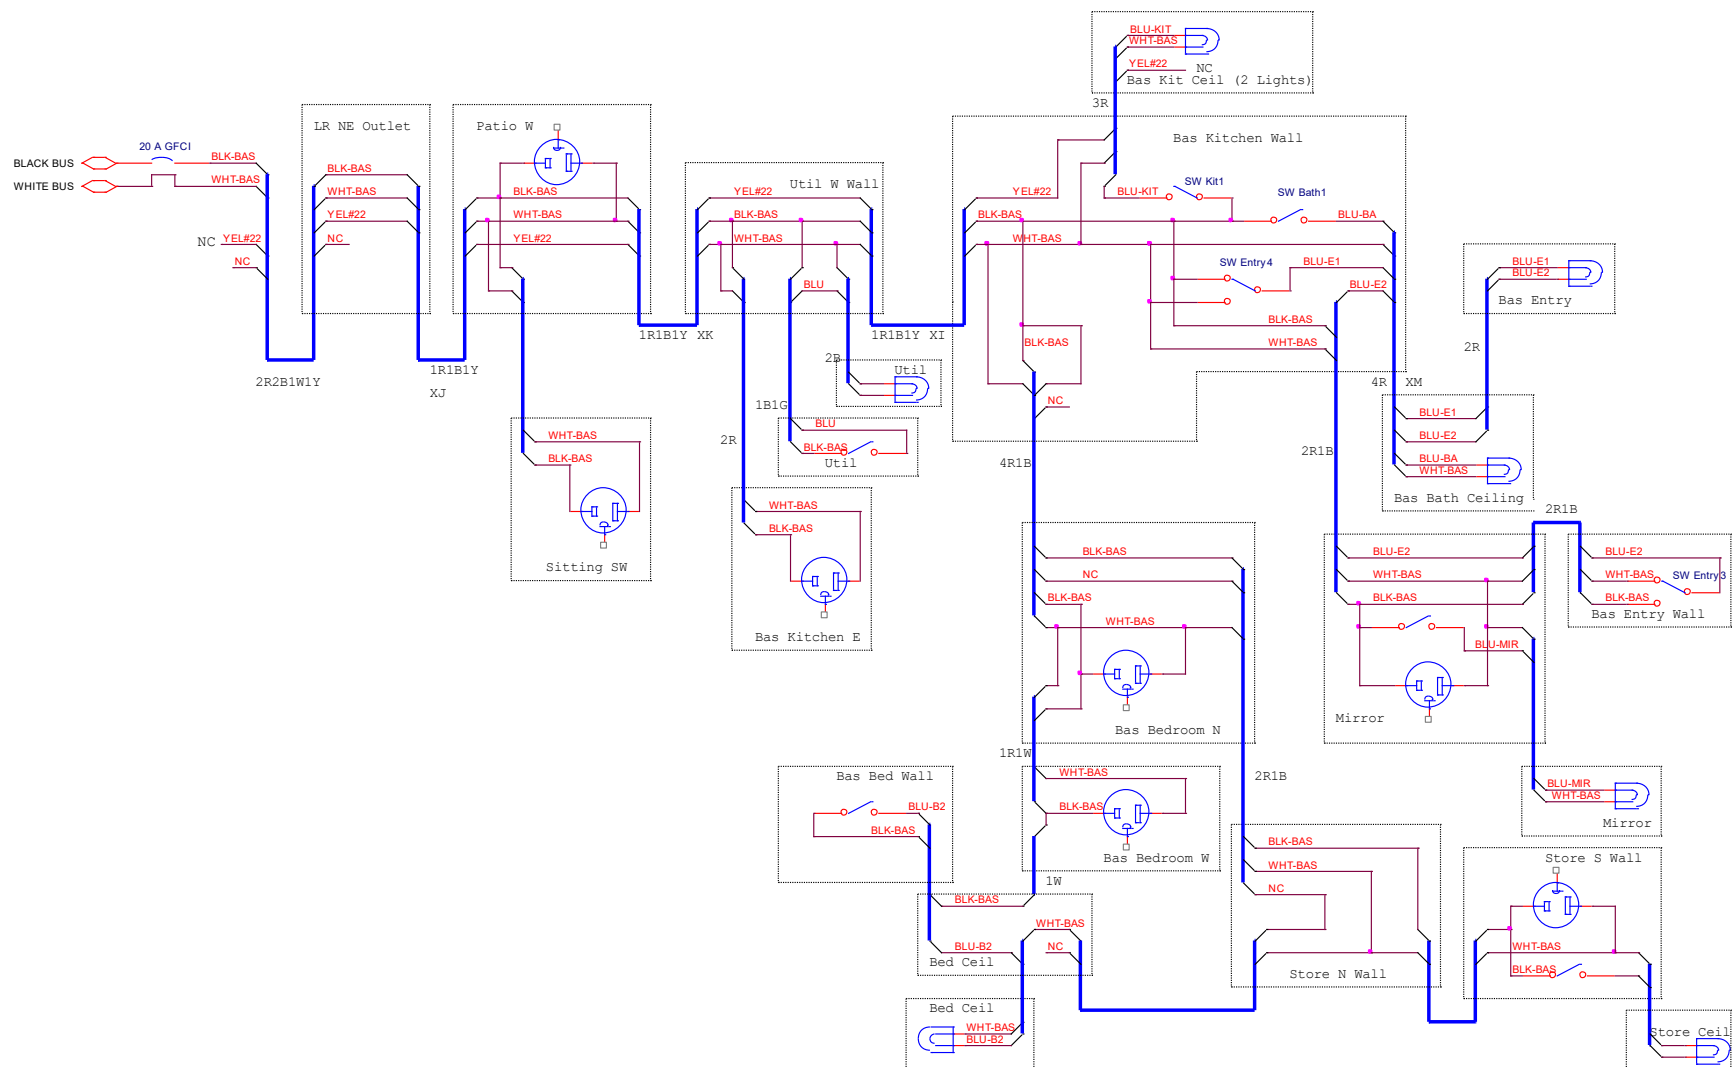 BLU-KIT
WHT-BAS
YEL#22
NC
Bas Kit Ceil (2 Lights)
3R
LR NE Outlet
Patio W
Bas Kitchen Wall
20 A GFCI
BLACK BUS
BLK-BAS
WHITE BUS
WHT-BAS
BLK-BAS
WHT-BAS
YEL#22
NC
NC
YEL#22
NC
BLK-BAS
WHT-BAS
YEL#22
Util W Wall
YEL#22
BLK-BAS
WHT-BAS
BLU
YEL#22
BLK-BAS
WHT-BAS
BLU-KIT
SW Kit1
SW Bath1
BLU-BA
SW Entry4
BLU-E1
BLU-E2
BLK-BAS
WHT-BAS
BLK-BAS
NC
BLU-E1
BLU-E2
Bas Entry
2R
2R2B1W1Y
1R1B1Y
XJ
1R1B1Y XK
1R1B1Y XI
2B
Util
1B1G
BLU
BLK-BAS
Util
2R
4R XM
BLU-E1
BLU-E2
BLU-BA
WHT-BAS
Bas Bath Ceiling
WHT-BAS
BLK-BAS
Sitting SW
WHT-BAS
BLK-BAS
Bas Kitchen E
4R1B
2R1B
2R1B
BLK-BAS
NC
BLK-BAS
WHT-BAS
Bas Bedroom N
BLU-E2
WHT-BAS
BLK-BAS
BLU-MIR
Mirror
BLU-E2
WHT-BAS
SW Entry3
BLK-BAS
Bas Entry Wall
1R1W
2R1B
Bas Bed Wall
BLU-B2
BLK-BAS
WHT-BAS
BLK-BAS
Bas Bedroom W
1W
BLU-MIR
WHT-BAS
Mirror
BLK-BAS
WHT-BAS
NC
Store N Wall
Store S Wall
WHT-BAS
BLK-BAS
BLK-BAS
WHT-BAS
BLU-B2
NC
Bed Ceil
Bed Ceil
WHT-BAS
BLU-B2
Store Ceil